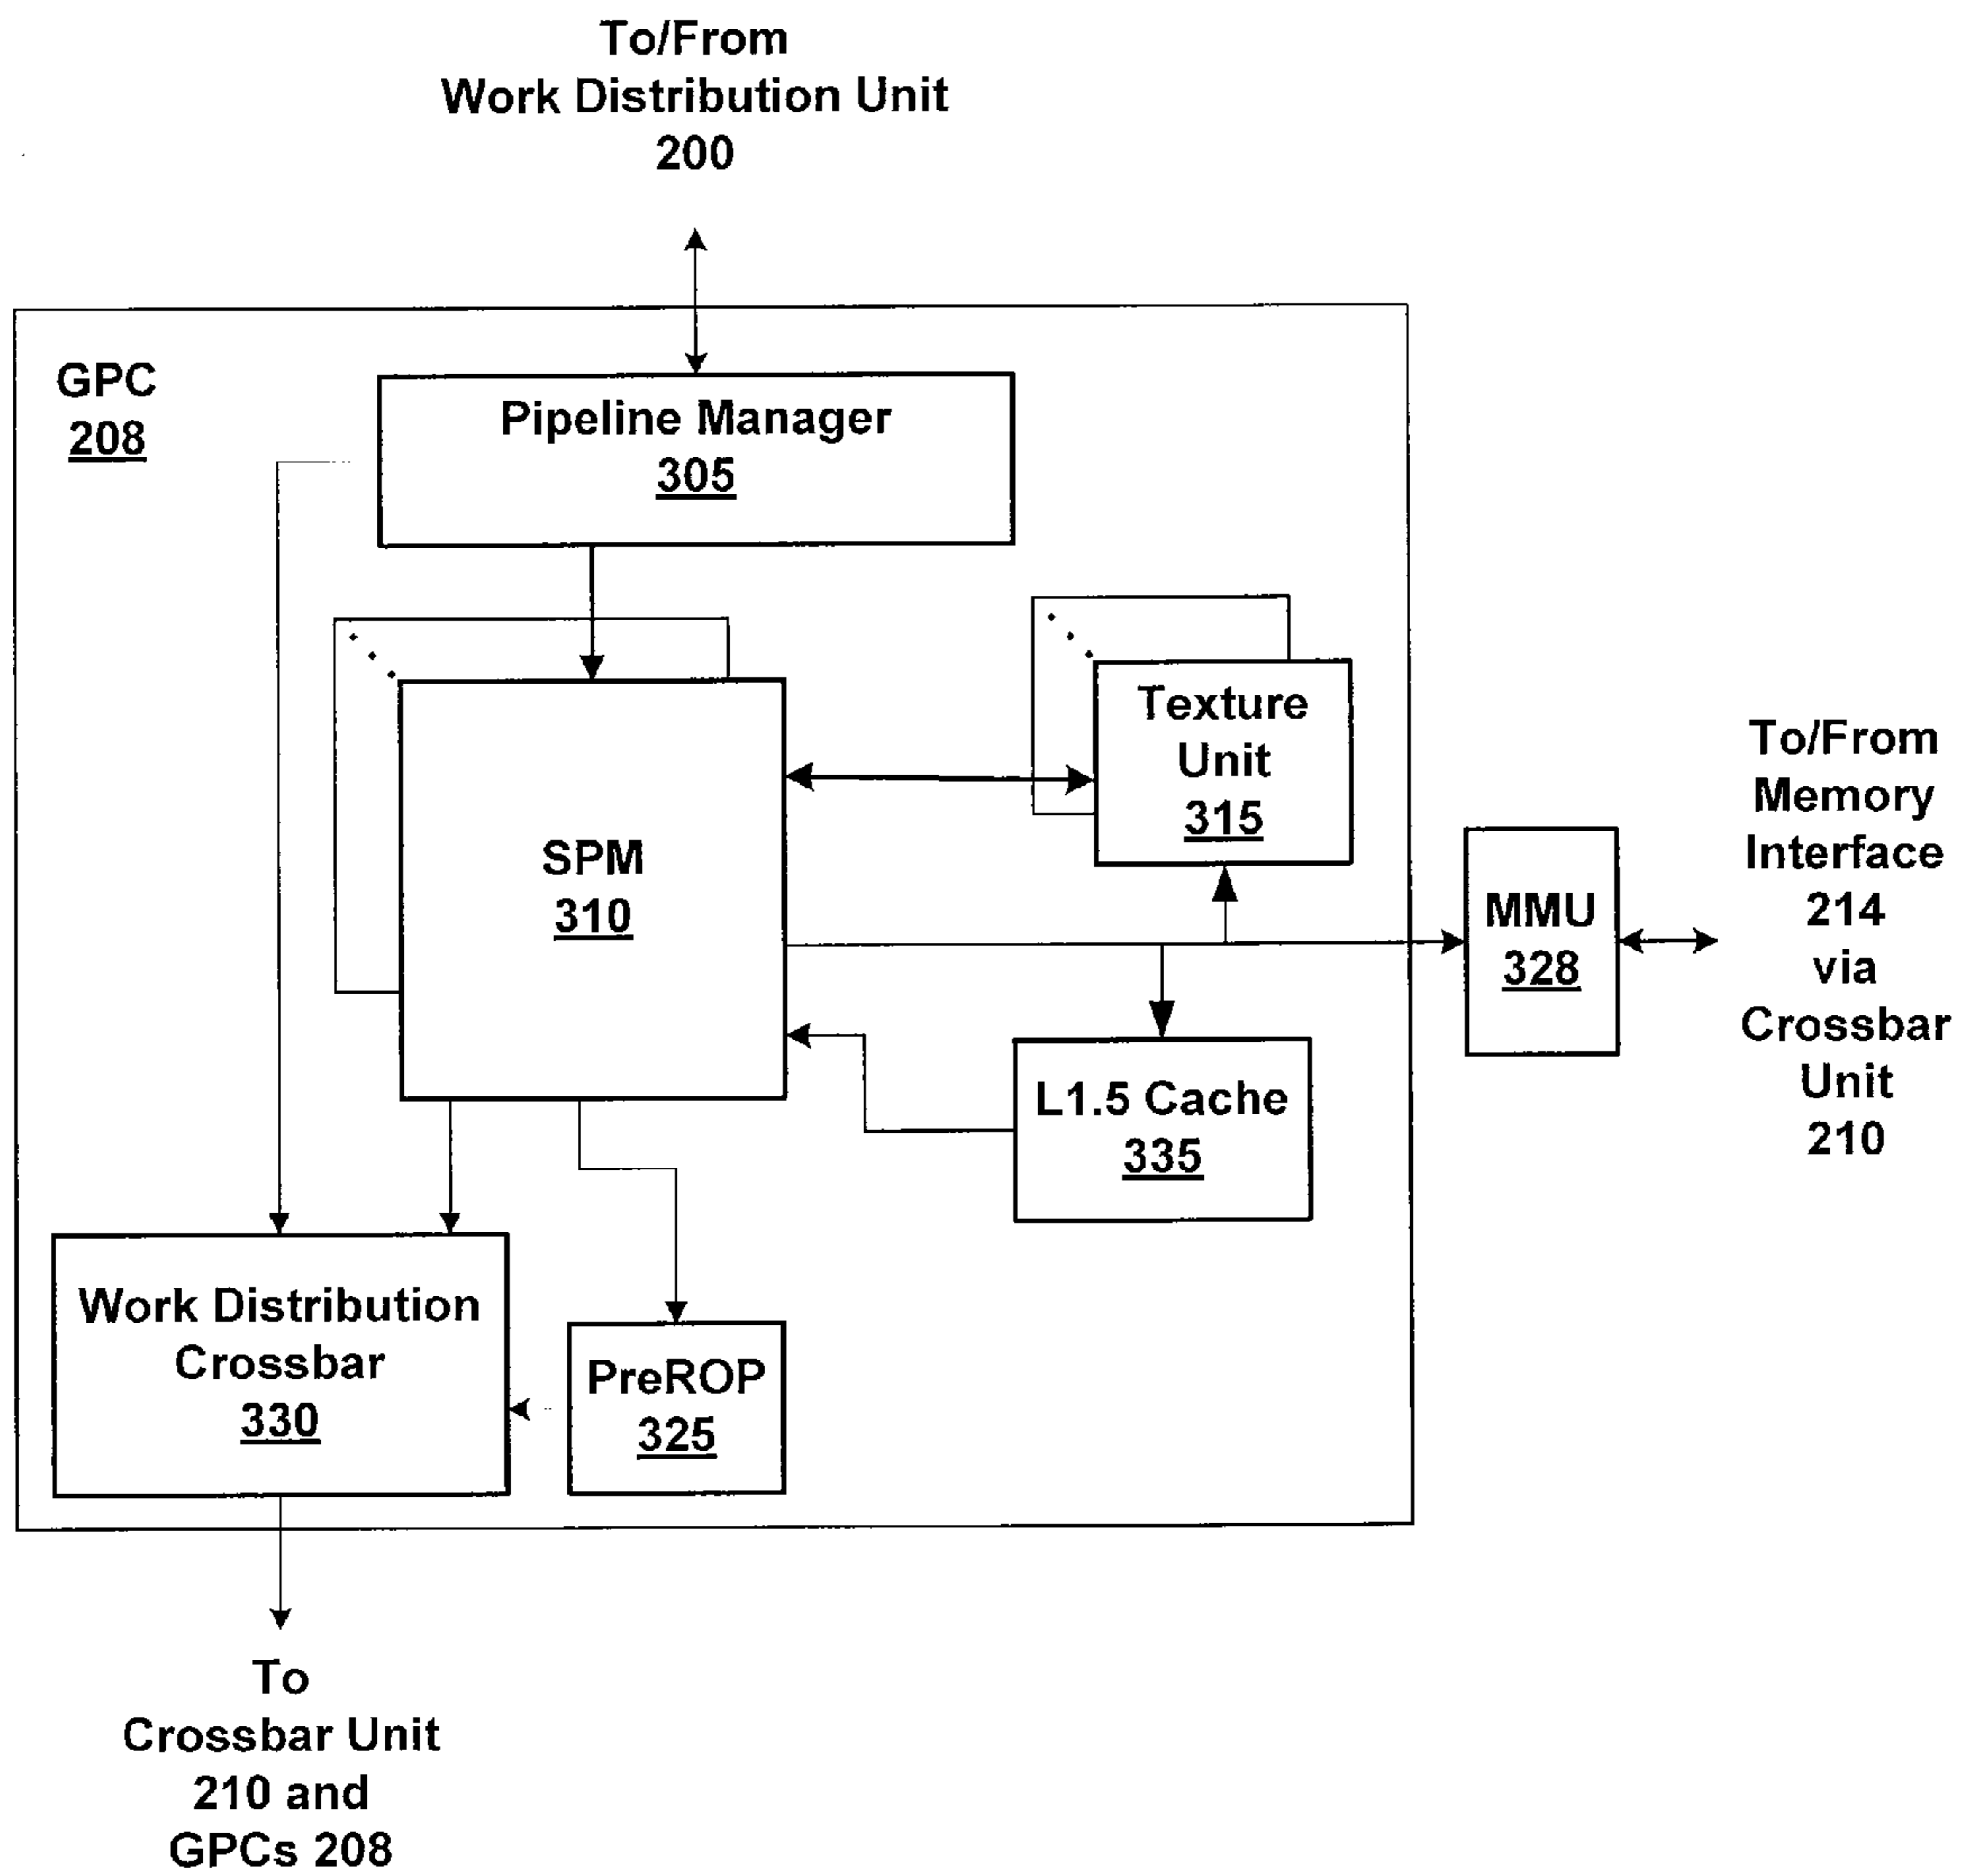 To/From
Work Distribution Unit
200
GPC
208
Pipeline Manager
305
Texture
Unit
315
SPM
310
To/From
Memory
Interface
214
via
Crossbar
Unit
210
MMU
328
L1.5 Cache
335
Work Distribution
Crossbar
330
PreROP
325
To
Crossbar Unit
210 and
GPCs 208